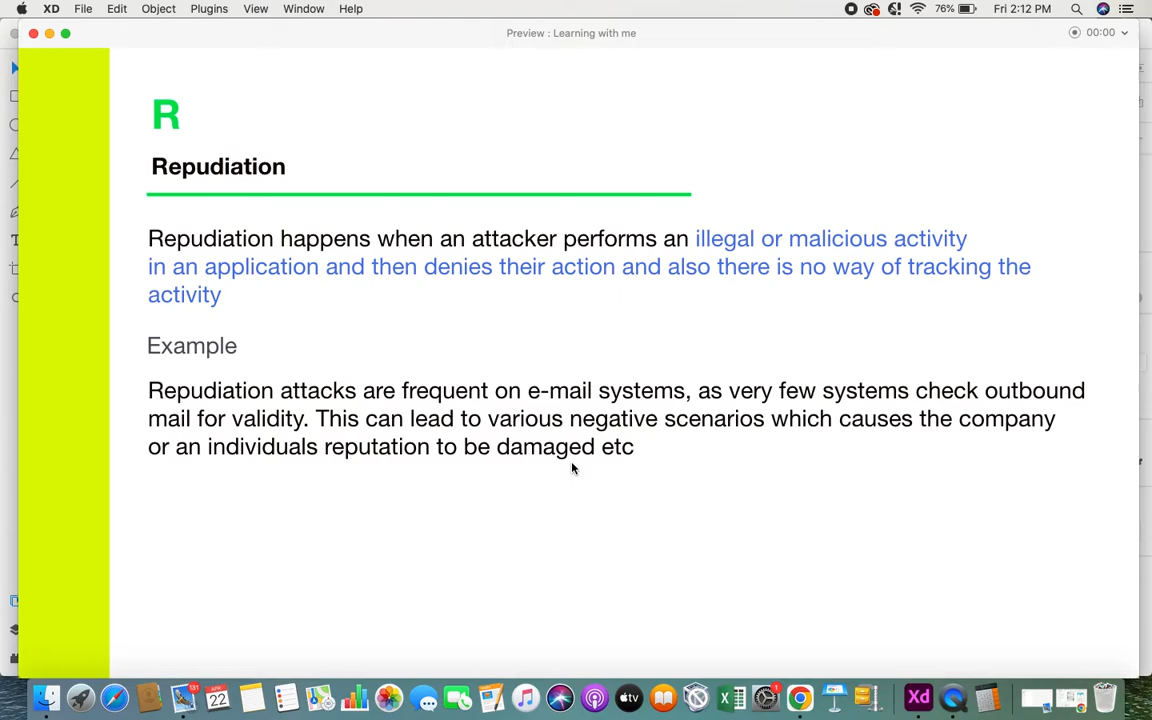 XD File Edit Object Plugins View Window Help 76% Fri 2:12 PM
Preview : Learning with me 00:00
R
Repudiation
Repudiation happens when an attacker performs an illegal or malicious activity
in an application and then denies their action and also there is no way of tracking the
activity
Example
Repudiation attacks are frequent on e-mail systems, as very few systems check outbound
mail for validity. This can lead to various negative scenarios which causes the company
or an individuals reputation to be damaged etc